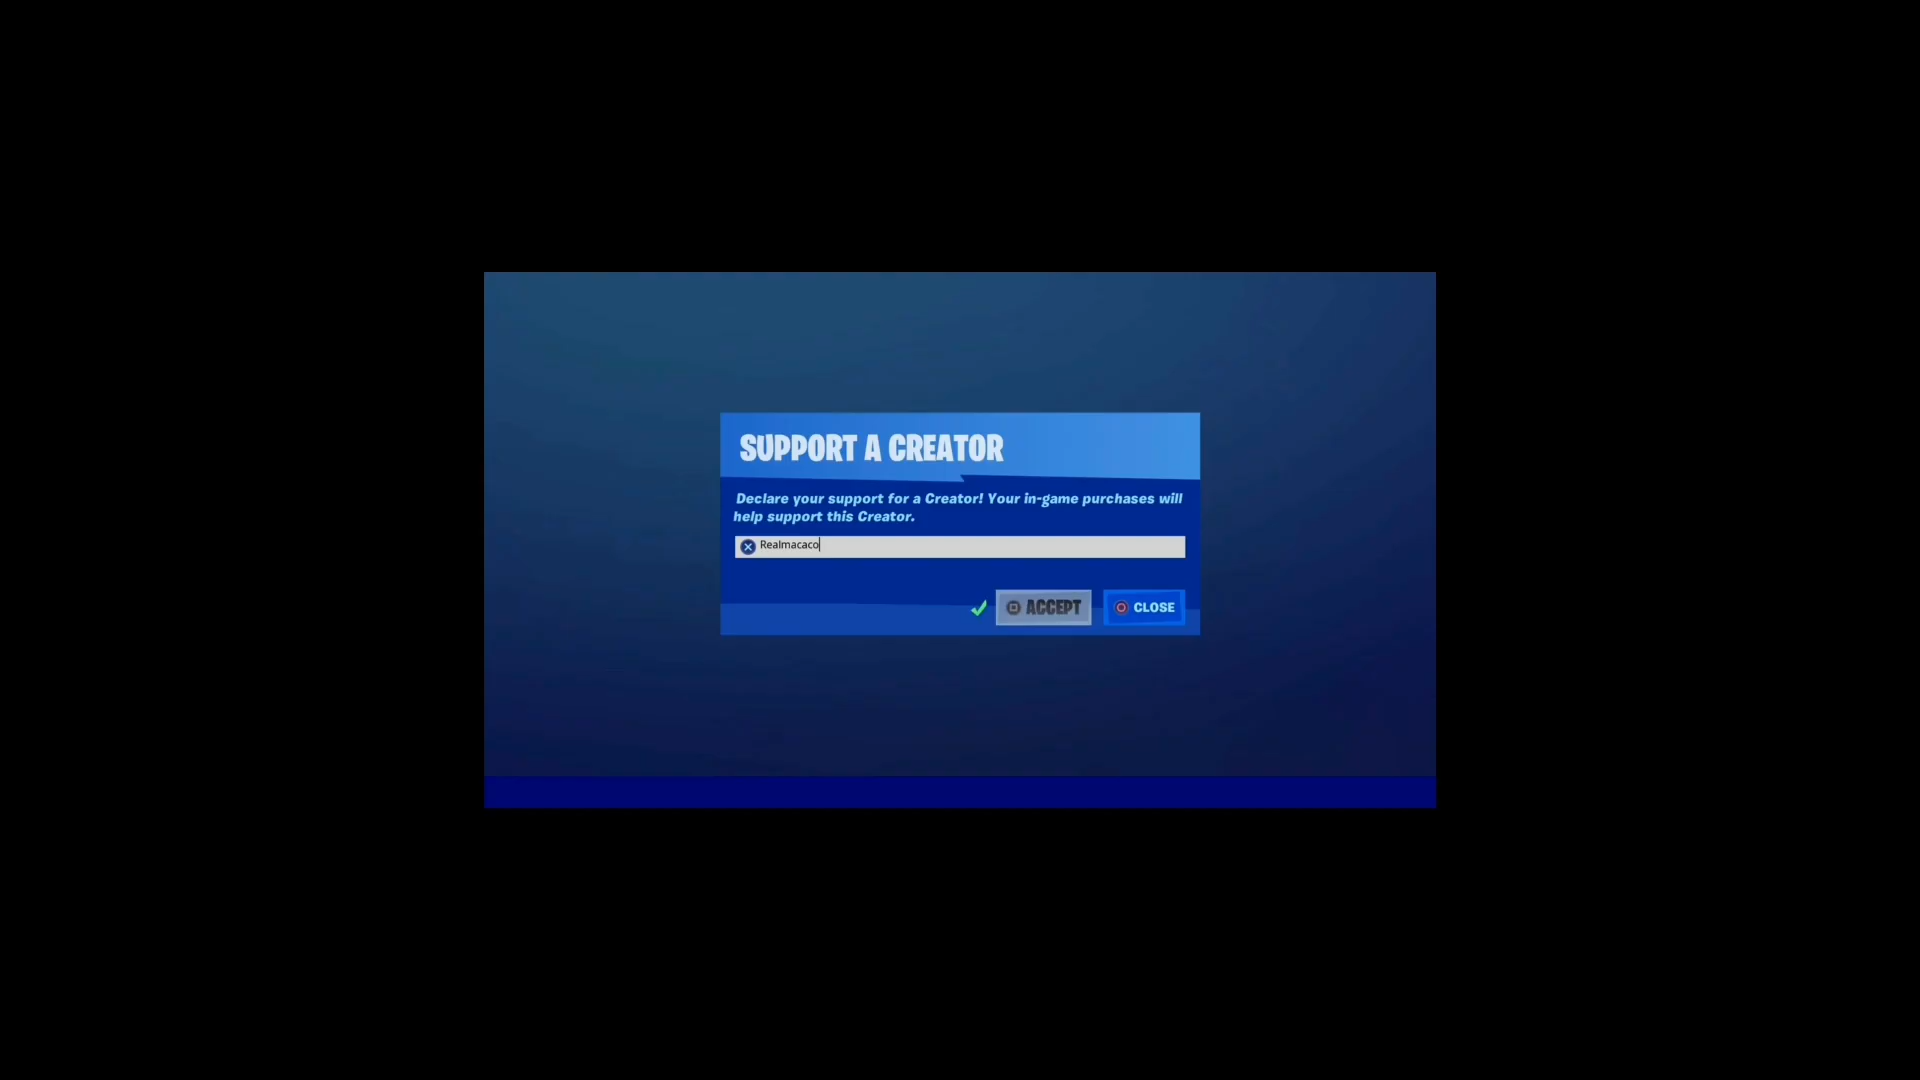 SUPPORT A CREATOR
Declare your support for a Creator! Your in-game purchases will
help support this Creator.
Realmacaco
ACCEPT
CLOSE